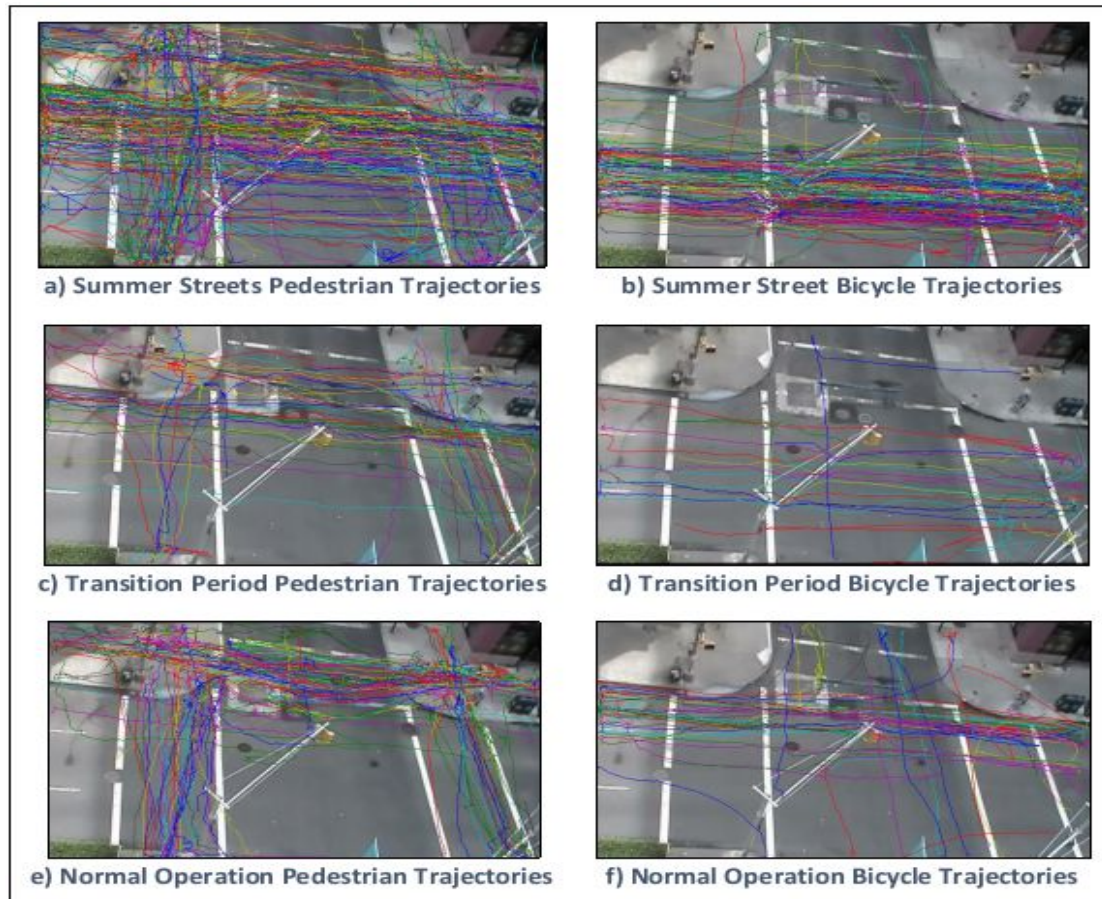 a) Summer Streets Pedestrian Trajectories
b) Summer Street Bicycle Trajectories
c) Transition Period Pedestrian Trajectories
d) Transition Period Bicycle Trajectories
e) Normal Operation Pedestrian Trajectories
f) Normal Operation Bicycle Trajectories